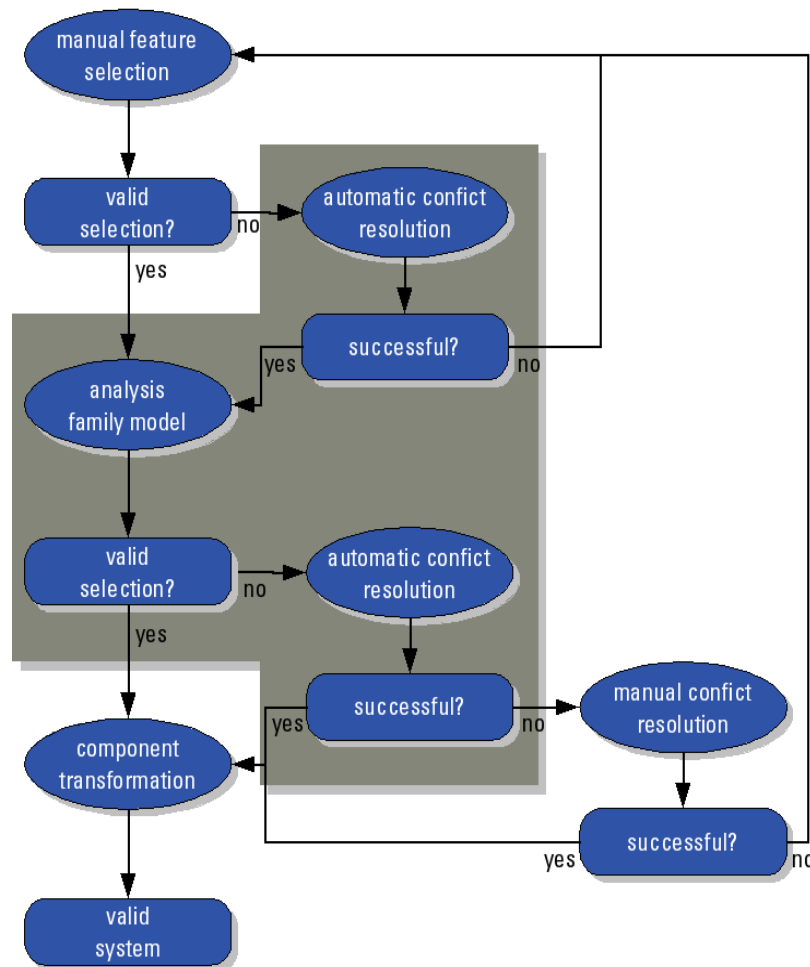 manual feature
selection
valid
selection?
no
automatic confict
resolution
yes
successful?
yes
no
analysis
family model
valid
selection?
no
automatic confict
resolution
yes
successful?
yes
no
manual confict
resolution
component
transformation
successful?
yes
no
valid
system